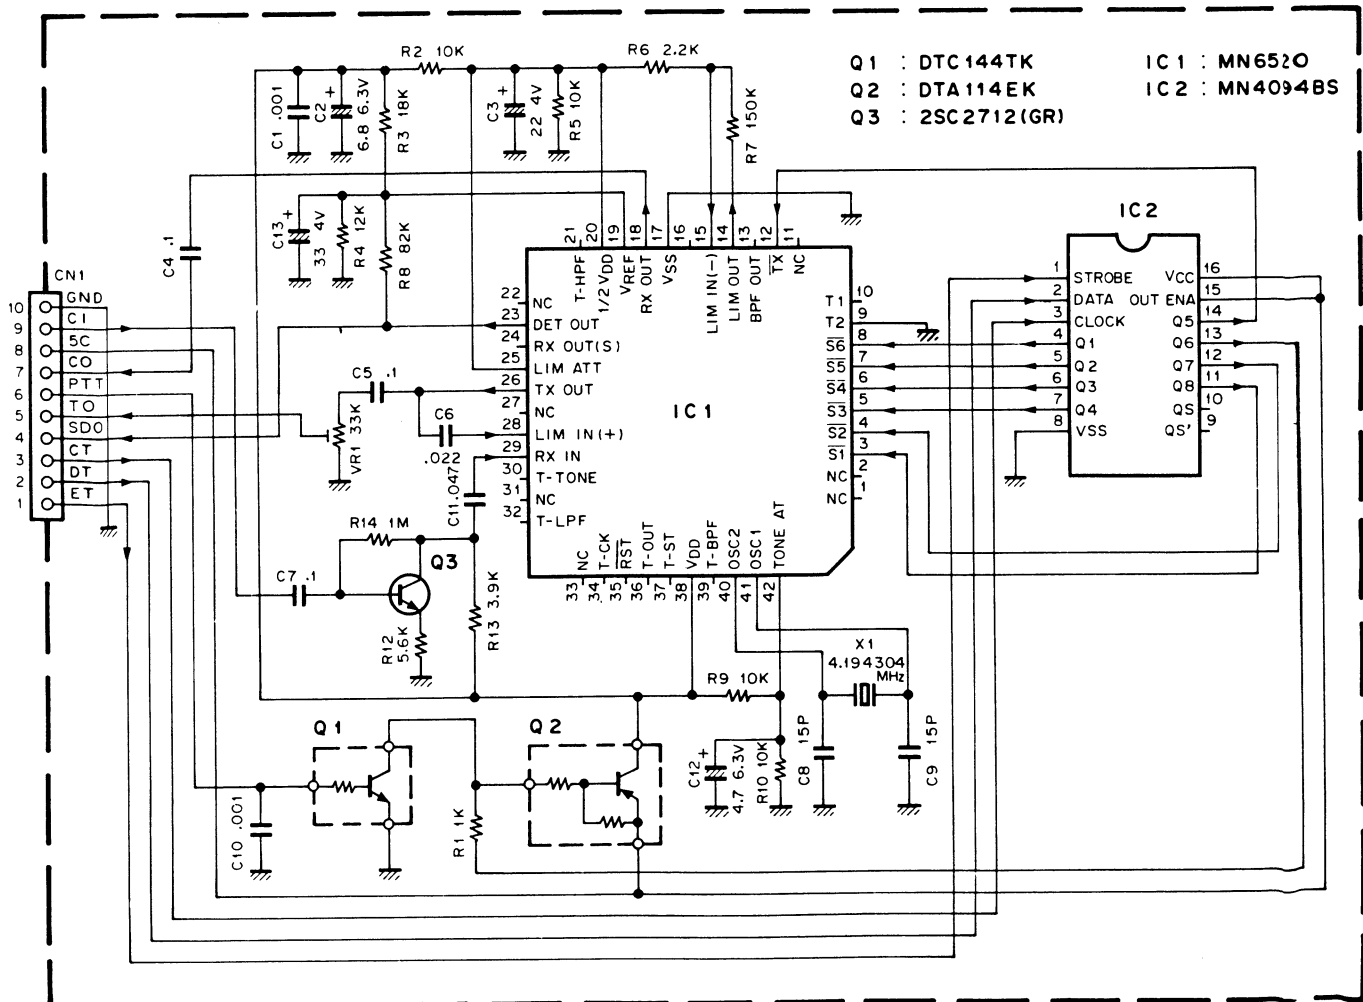 Q1 : DTC144TK
Q2 : DTA114EK
Q3 : 2SC2712(GR)
IC1 : MN6520
IC2 : MN4094BS
R2 10K
R6 2.2K
C1 .001
C2 + 6.8 6.3V
R3 18K
C3 + 22 4V
R5 10K
R7 150K
C4 .1
C13 + 33 4V
R4 12K
R8 82K
CN1
10 GND
9 CI
8 5C
7 CO
6 PTT
5 TO
4 SDO
3 CT
2 DT
1 ET
IC1
21 T-HPF
20 1/2 VDD
19 VREF
18 RX OUT
17 VSS
16
15 LIM IN(-)
14 LIM OUT
13 BPF OUT
12 TX
11 NC
22 NC
23 DET OUT
24 RX OUT(S)
25 LIM ATT
26 TX OUT
27 NC
28 LIM IN(+)
29 RX IN
30 T-TONE
31 NC
32 T-LPF
T1 10
T2 9
S6 8
S5 7
S4 6
S3 5
S2 4
S1 3
NC 2
NC 1
33 NC
34 T-CK
35 RST
36 T-OUT
37 T-ST
38 VDD
39 T-BPF
40 OSC2
41 OSC1
42 TONE AT
IC2
1 STROBE
2 DATA
3 CLOCK
4 Q1
5 Q2
6 Q3
7 Q4
8 VSS
VCC 16
OUT ENA 15
Q5 14
Q6 13
Q7 12
Q8 11
QS 10
QS' 9
C5 .1
VR1 33K
C6 .022
C11 .047
R14 1M
Q3
C7 .1
R12 5.6K
R13 3.9K
X1
4.194304
MHz
R9 10K
C12 + 4.7 6.3V
R10 10K
C8 15P
C9 15P
Q1
Q2
C10 .001
R1 1K